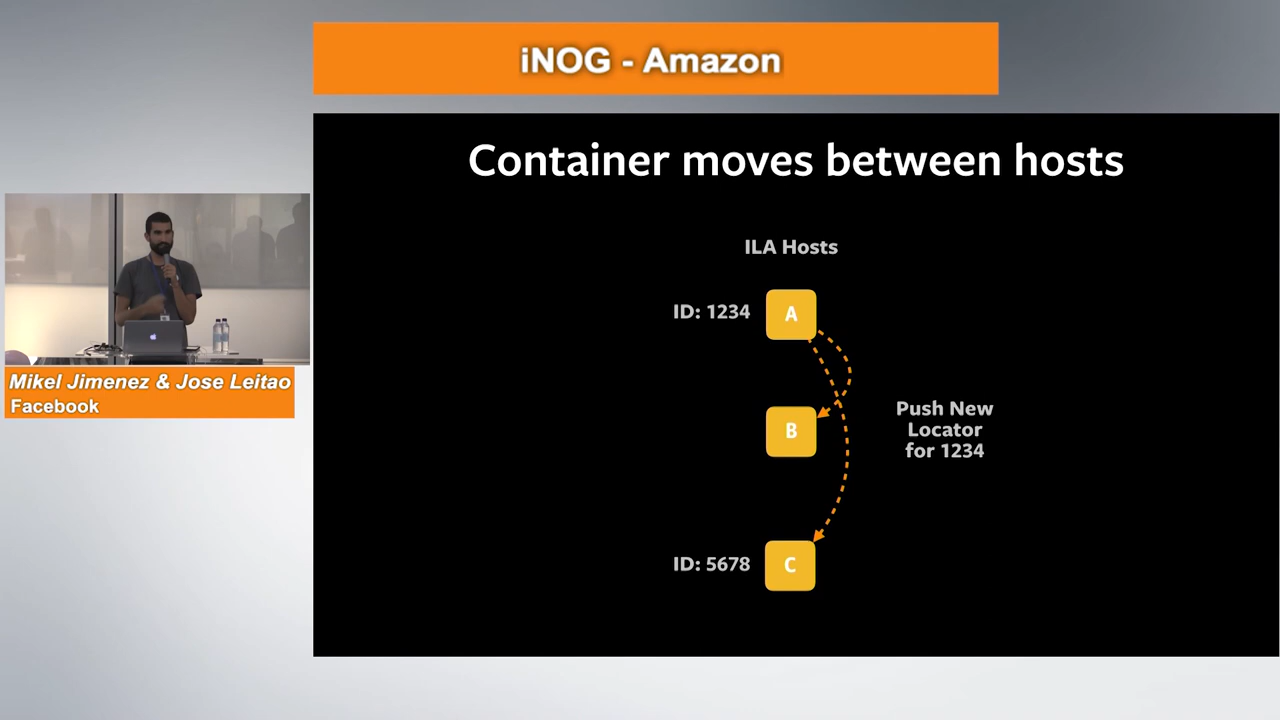 iNOG - Amazon
Container moves between hosts
ILA Hosts
ID: 1234
A
B
Push New
Locator
for 1234
ID: 5678
C
Mikel Jimenez & Jose Leitao
Facebook